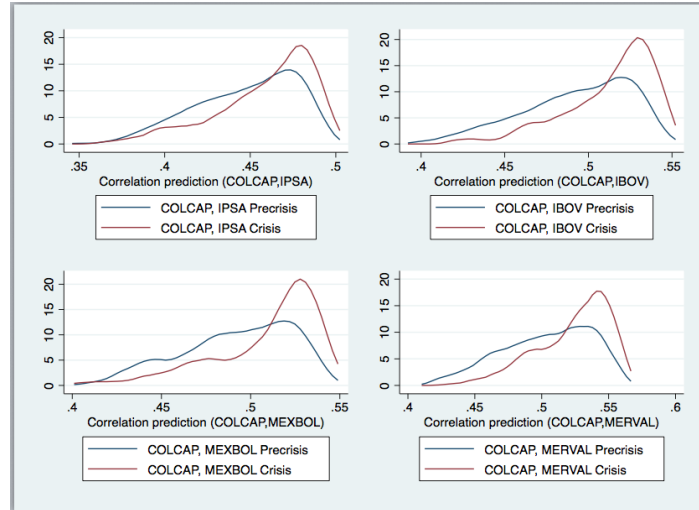 20
15
10
5
0
.35 .4 .45 .5
Correlation prediction (COLCAP,IPSA)
COLCAP, IPSA Precrisis
COLCAP, IPSA Crisis
20
15
10
5
0
.4 .45 .5 .55
Correlation prediction (COLCAP,IBOV)
COLCAP, IBOV Precrisis
COLCAP, IBOV Crisis
20
15
10
5
0
.4 .45 .5 .55
Correlation prediction (COLCAP,MEXBOL)
COLCAP, MEXBOL Precrisis
COLCAP, MEXBOL Crisis
20
15
10
5
0
.4 .45 .5 .55 .6
Correlation prediction (COLCAP,MERVAL)
COLCAP, MERVAL Precrisis
COLCAP, MERVAL Crisis